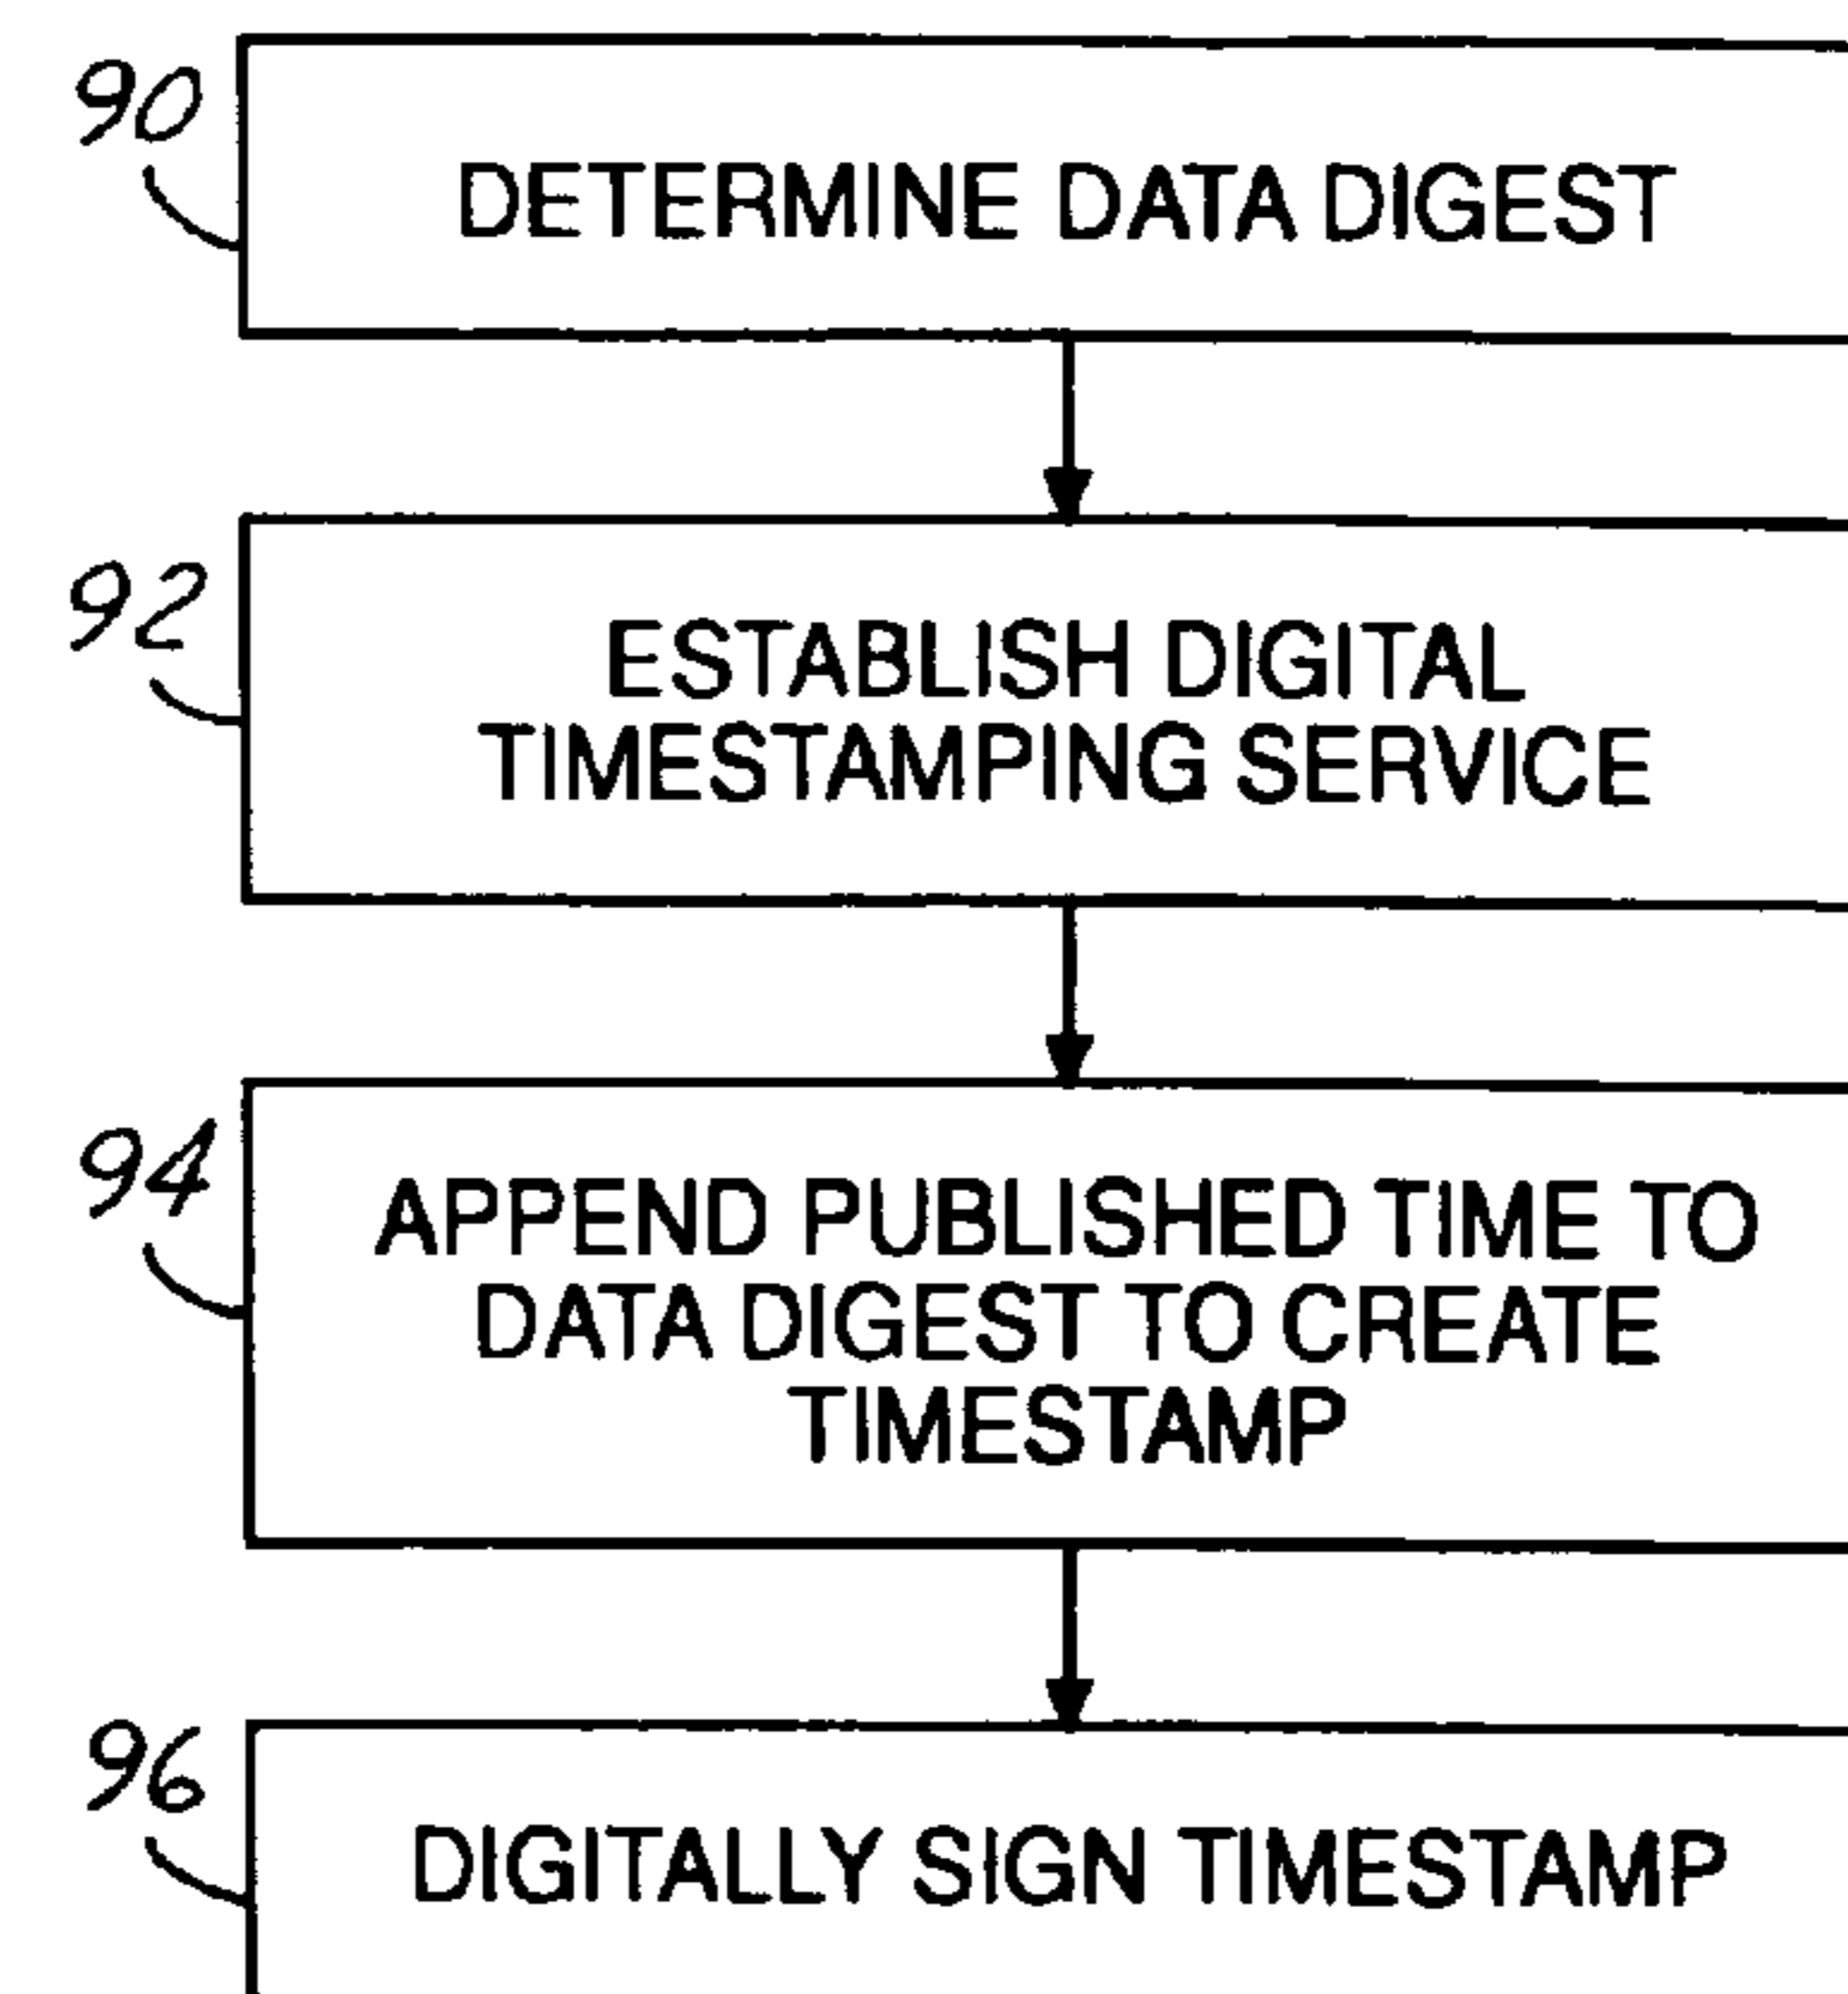 90
DETERMINE DATA DIGEST
92
ESTABLISH DIGITAL
TIMESTAMPING SERVICE
94
APPEND PUBLISHED TIME TO
DATA DIGEST TO CREATE
TIMESTAMP
96
DIGITALLY SIGN TIMESTAMP